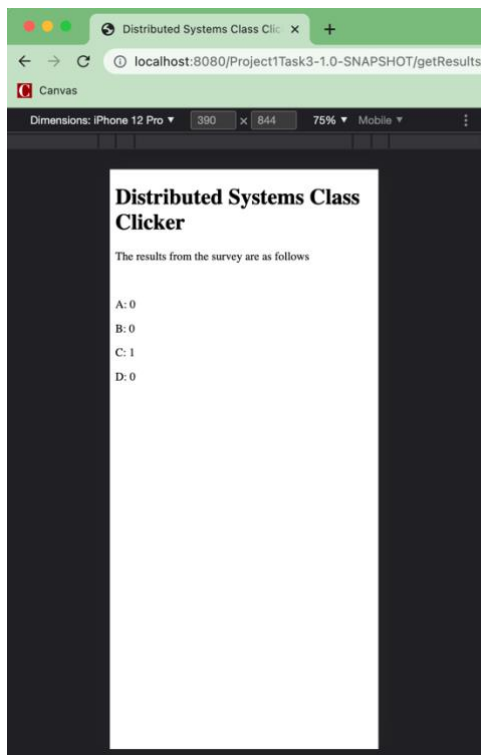 Distributed Systems Class Clic
localhost:8080/Project1Task3-1.0-SNAPSHOT/getResults
C Canvas
Dimensions: iPhone 12 Pro ▼ 390 × 844 75% ▼ Mobile ▼
Distributed Systems Class
Clicker
The results from the survey are as follows
A: 0
B: 0
C: 1
D: 0